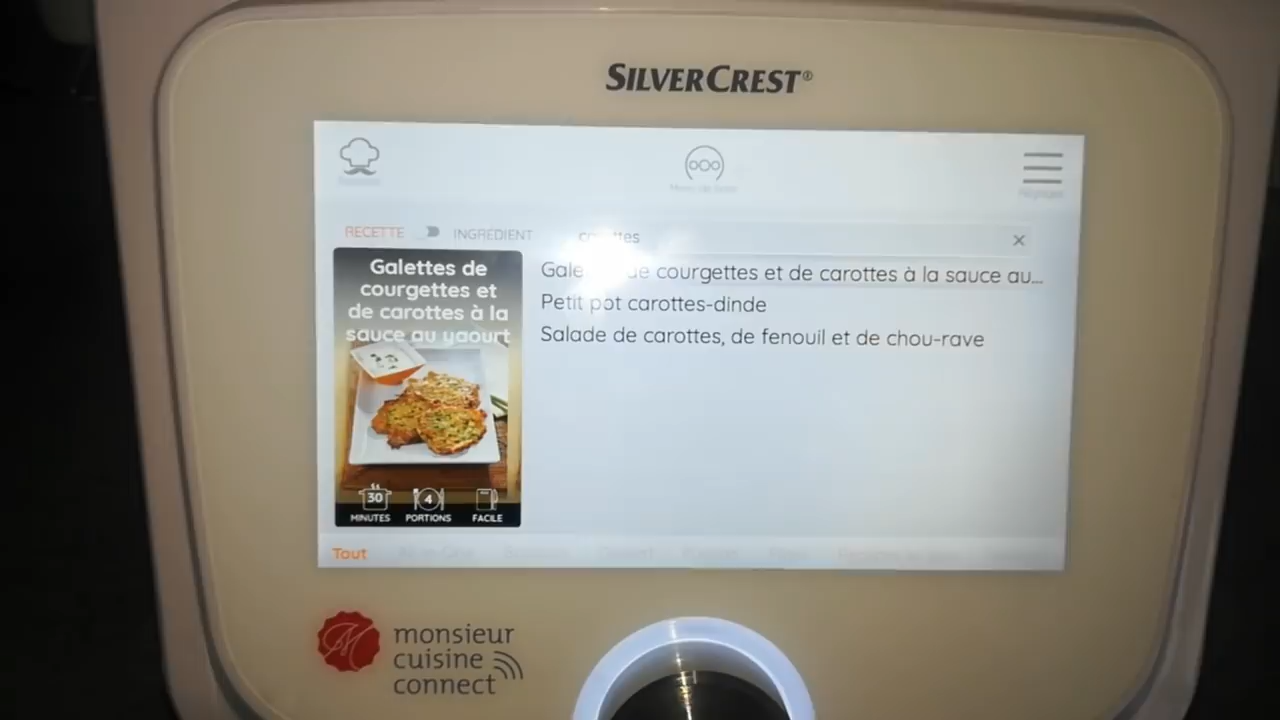 SILVERCREST®
RECETTE
INGRÉDIENT
Galettes de
courgettes et
de carottes à la
sauce au yaourt
30
MINUTES
4
PORTIONS
FACILE
de courgettes et de carottes à la sauce au...
Petit pot carottes-dinde
Salade de carottes, de fenouil et de chou-rave
Tout
monsieur
cuisine
connect